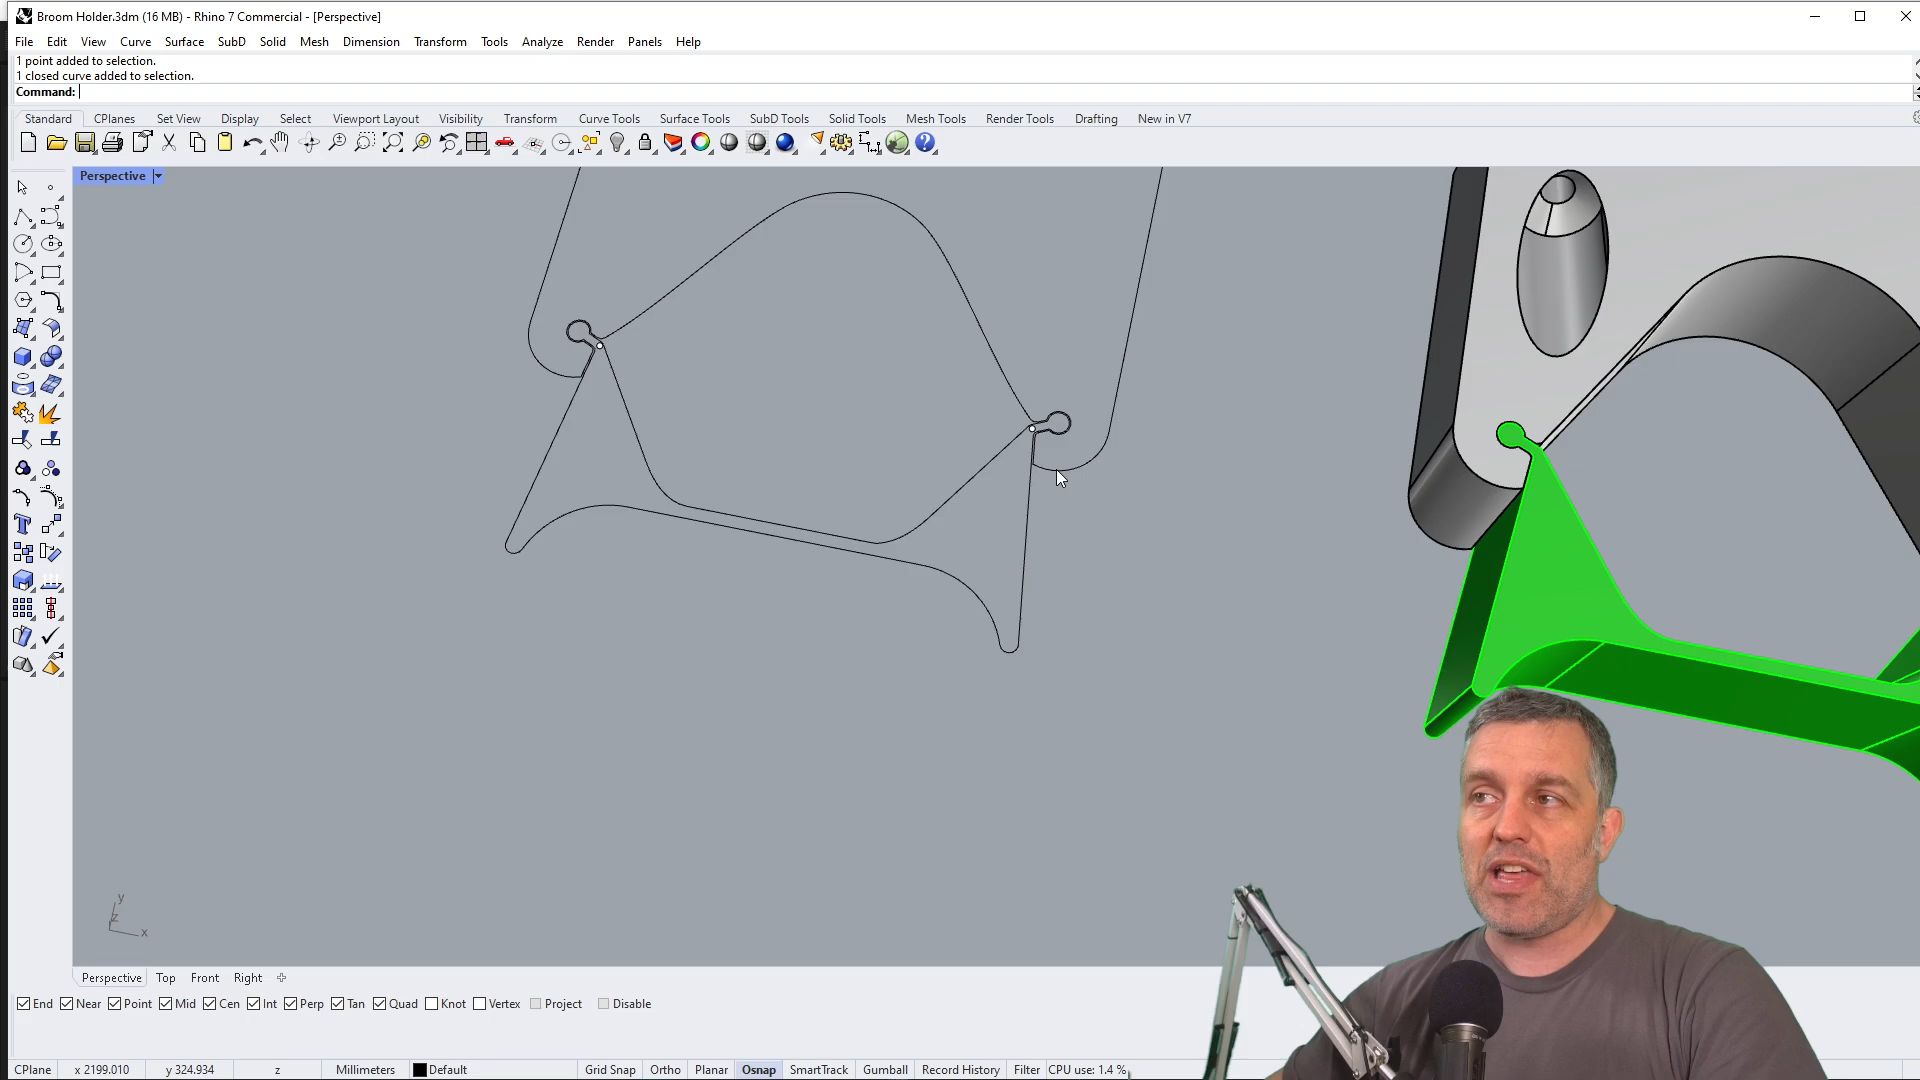 Broom Holder.3dm (16 MB) - Rhino 7 Commercial - [Perspective]
File Edit View Curve Surface SubD Solid Mesh Dimension Transform Tools Analyze Render Panels Help
1 point added to selection.
1 closed curve added to selection.
Command:
Standard CPlanes Set View Display Select Viewport Layout Visibility Transform Curve Tools Surface Tools SubD Tools Solid Tools Mesh Tools Render Tools Drafting New in V7
Perspective
y
z
x
Perspective Top Front Right
End Near Point Mid Cen Int Perp Tan Quad Knot Vertex Project Disable
CPlane x 2199.010 y 324.934 z Millimeters Default Grid Snap Ortho Planar Osnap SmartTrack Gumball Record History Filter CPU use: 1.4 %